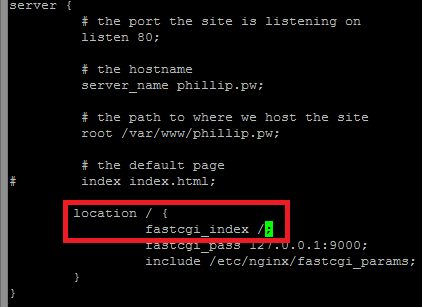 server {
# the port the site is listening on
listen 80;
# the hostname
server_name phillip.pw;
# the path to where we host the site
root /var/www/phillip.pw;
# the default page
# index index.html;
location / {
fastcgi_index /;
fastcgi_pass 127.0.0.1:9000;
include /etc/nginx/fastcgi_params;
}
}